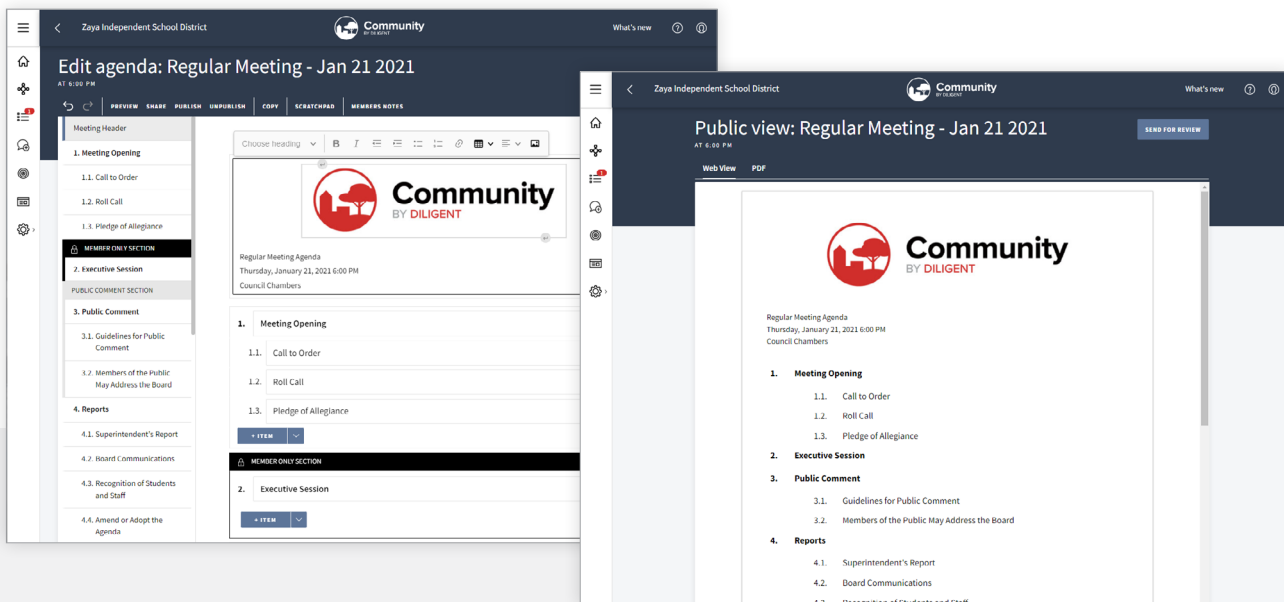 Zaya Independent School District
Community
BY DILIGENT
What's new
Edit agenda: Regular Meeting - Jan 21 2021
AT 6:00 PM
PREVIEW SHARE PUBLISH UNPUBLISH COPY SCRATCHPAD MEMBERS NOTES
Meeting Header
1. Meeting Opening
1.1. Call to Order
1.2. Roll Call
1.3. Pledge of Allegiance
MEMBER ONLY SECTION
2. Executive Session
PUBLIC COMMENT SECTION
3. Public Comment
3.1. Guidelines for Public
Comment
3.2. Members of the Public
May Address the Board
4. Reports
4.1. Superintendent's Report
4.2. Board Communications
4.3. Recognition of Students
and Staff
4.4. Amend or Adopt the
Agenda
1
Choose heading
B I
Community
BY DILIGENT
Regular Meeting Agenda
Thursday, January 21, 2021 6:00 PM
Council Chambers
1. Meeting Opening
1.1. Call to Order
1.2. Roll Call
1.3. Pledge of Allegiance
+ ITEM
MEMBER ONLY SECTION
2. Executive Session
+ ITEM
Zaya Independent School District
Community
BY DILIGENT
What's new
1
Public view: Regular Meeting - Jan 21 2021
AT 6:00 PM
SEND FOR REVIEW
Web View PDF
Community
BY DILIGENT
Regular Meeting Agenda
Thursday, January 21, 2021 6:00 PM
Council Chambers
1. Meeting Opening
1.1. Call to Order
1.2. Roll Call
1.3. Pledge of Allegiance
2. Executive Session
3. Public Comment
3.1. Guidelines for Public Comment
3.2. Members of the Public May Address the Board
4. Reports
4.1. Superintendent's Report
4.2. Board Communications
4.3. Recognition of Students and Staff